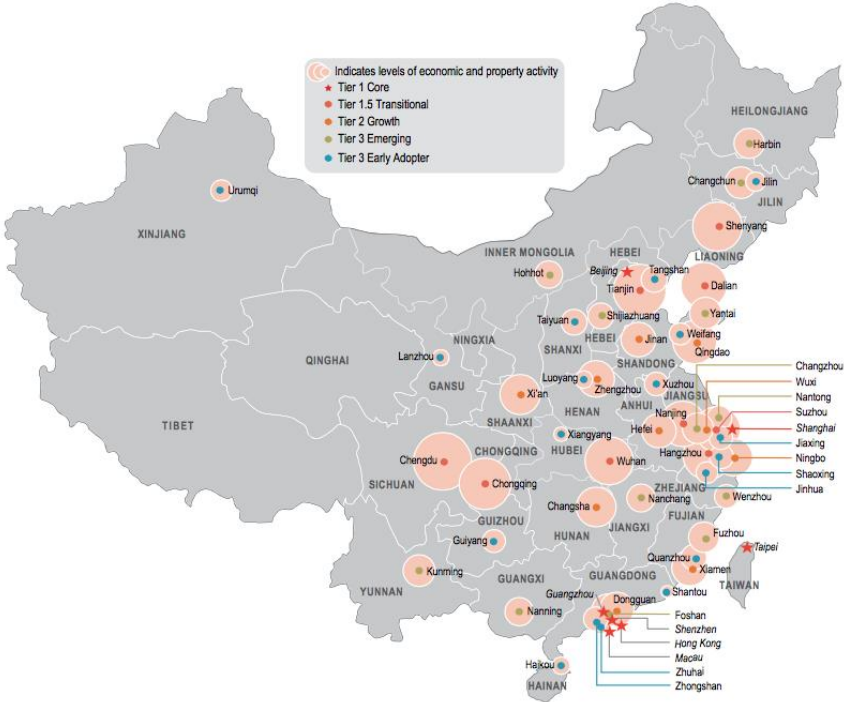 Indicates levels of economic and property activity
Tier 1 Core
Tier 1.5 Transitional
Tier 2 Growth
Tier 3 Emerging
Tier 3 Early Adopter
HEILONGJIANG
Harbin
Changchun
Jilin
JILIN
Urumqi
XINJIANG
Shenyang
LIAONING
INNER MONGOLIA
HEBEI
Hohhot
Beijing
Tangshan
Tianjin
Dalian
Yantai
Taiyuan
Shijiazhuang
Weifang
NINGXIA
SHANXI
HEBEI
Jinan
Qingdao
Lanzhou
QINGHAI
SHANDONG
GANSU
Changzhou
Luoyang
Xuzhou
Wuxi
Zhengzhou
Xi'an
JIANGSU
Nantong
HENAN
ANHUI
Nanjing
Suzhou
SHAANXI
TIBET
Hefei
Shanghai
Xiangyang
Jiaxing
CHONGQING
HUBEI
Hangzhou
Ningbo
Chengdu
Wuhan
Shaoxing
SICHUAN
Chongqing
ZHEJIANG
Jinhua
Nanchang
Wenzhou
Changsha
FUJIAN
GUIZHOU
JIANGXI
HUNAN
Guiyang
Fuzhou
Taipei
Quanzhou
Kunming
Xiamen
GUANGXI
GUANGDONG
TAIWAN
YUNNAN
Shantou
Guangzhou
Dongguan
Nanning
Foshan
Shenzhen
Hong Kong
Macau
Haikou
Zhuhai
HAINAN
Zhongshan